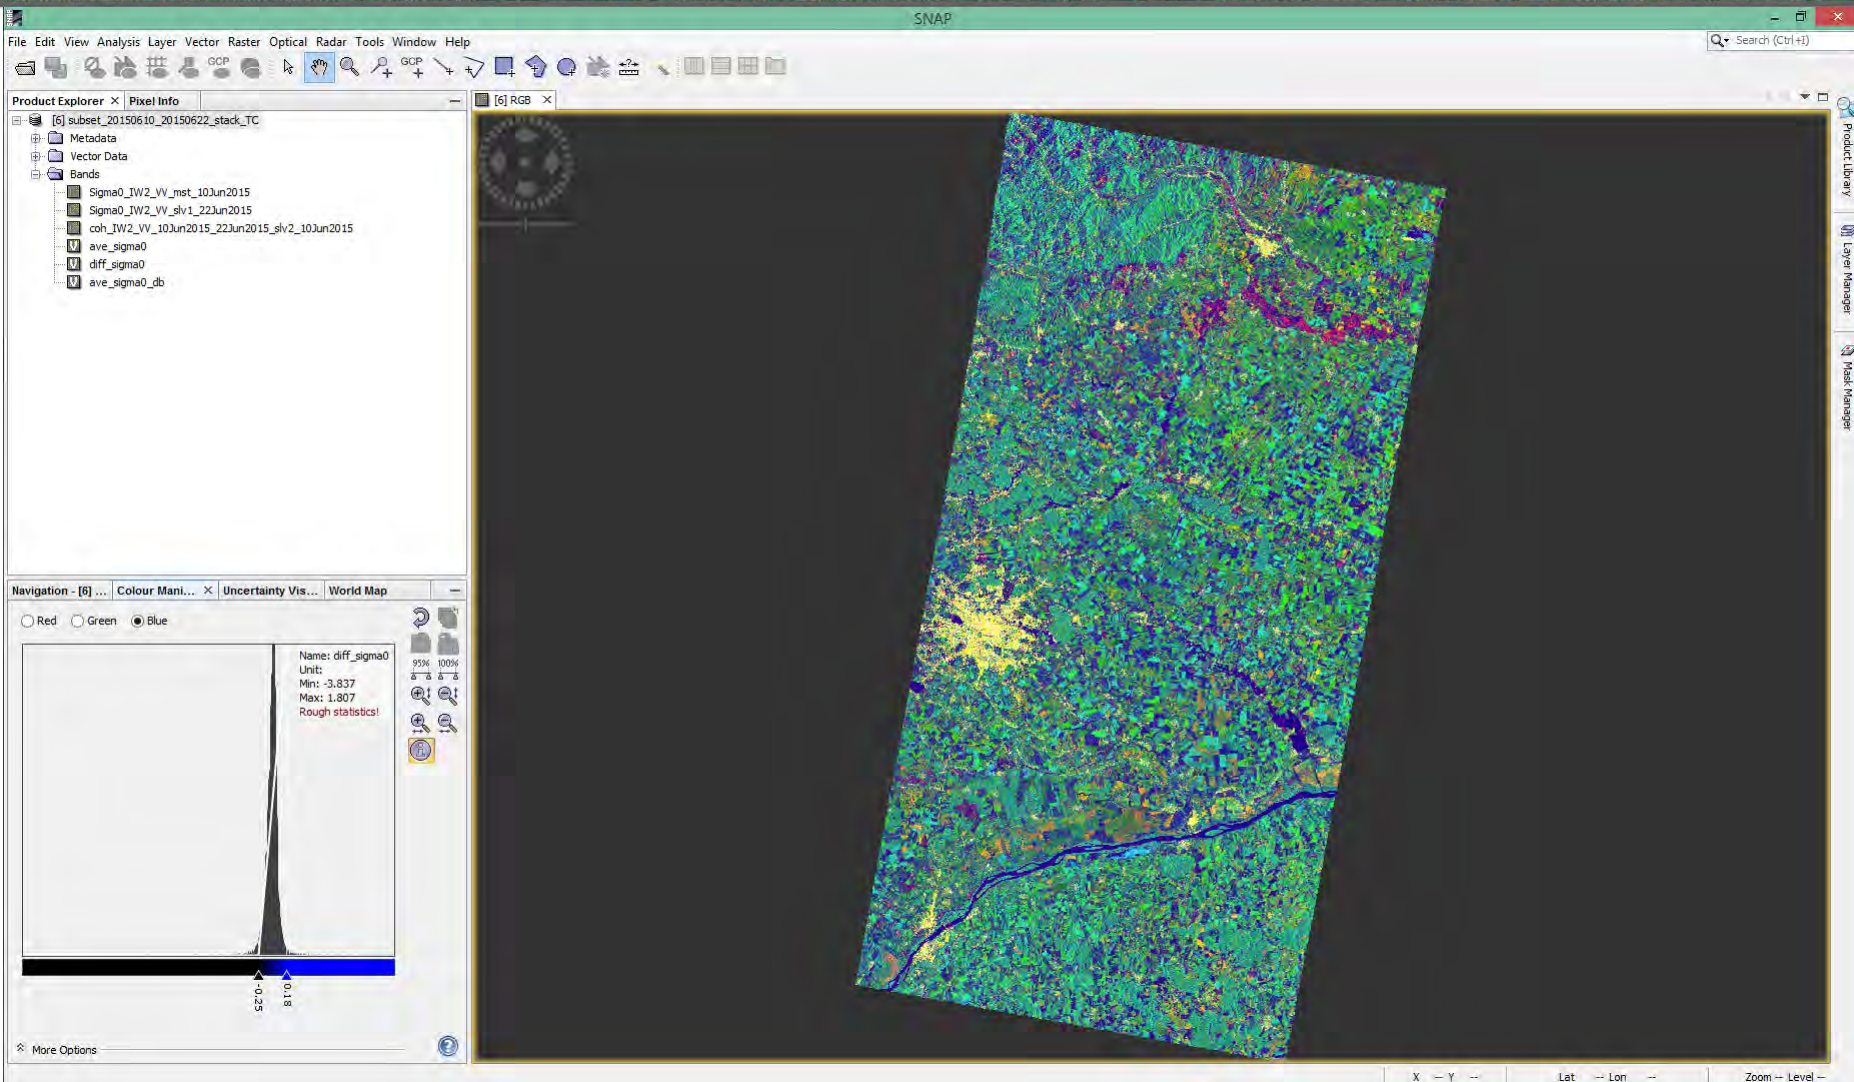 SNAP
File Edit View Analysis Layer Vector Raster Optical Radar Tools Window Help
Search (Ctrl+I)
GCP
GCP
Product Explorer
Pixel Info
[6] RGB
[6] subset_20150610_20150622_stack_TC
Metadata
Vector Data
Bands
Sigma0_IW2_VV_mst_10Jun2015
Sigma0_IW2_VV_slv1_22Jun2015
coh_IW2_VV_10Jun2015_22Jun2015_slv2_10Jun2015
ave_sigma0
diff_sigma0
ave_sigma0_db
Product Library
Layer Manager
Mask Manager
Navigation - [6] ...
Colour Mani...
Uncertainty Vis...
World Map
Red
Green
Blue
Name: diff_sigma0
Unit:
Min: -3.837
Max: 1.807
Rough statistics!
95%
100%
-0.25
0.18
More Options
X -- Y --
Lat -- Lon --
Zoom -- Level --